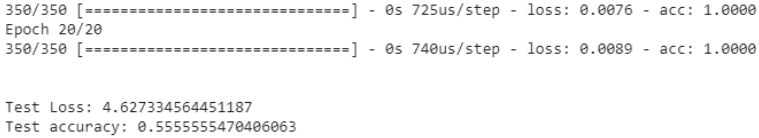 350/350 [==============================] - 0s 725us/step - loss: 0.0076 - acc: 1.0000
Epoch 20/20
350/350 [==============================] - 0s 740us/step - loss: 0.0089 - acc: 1.0000
Test Loss: 4.627334564451187
Test accuracy: 0.5555555470406063